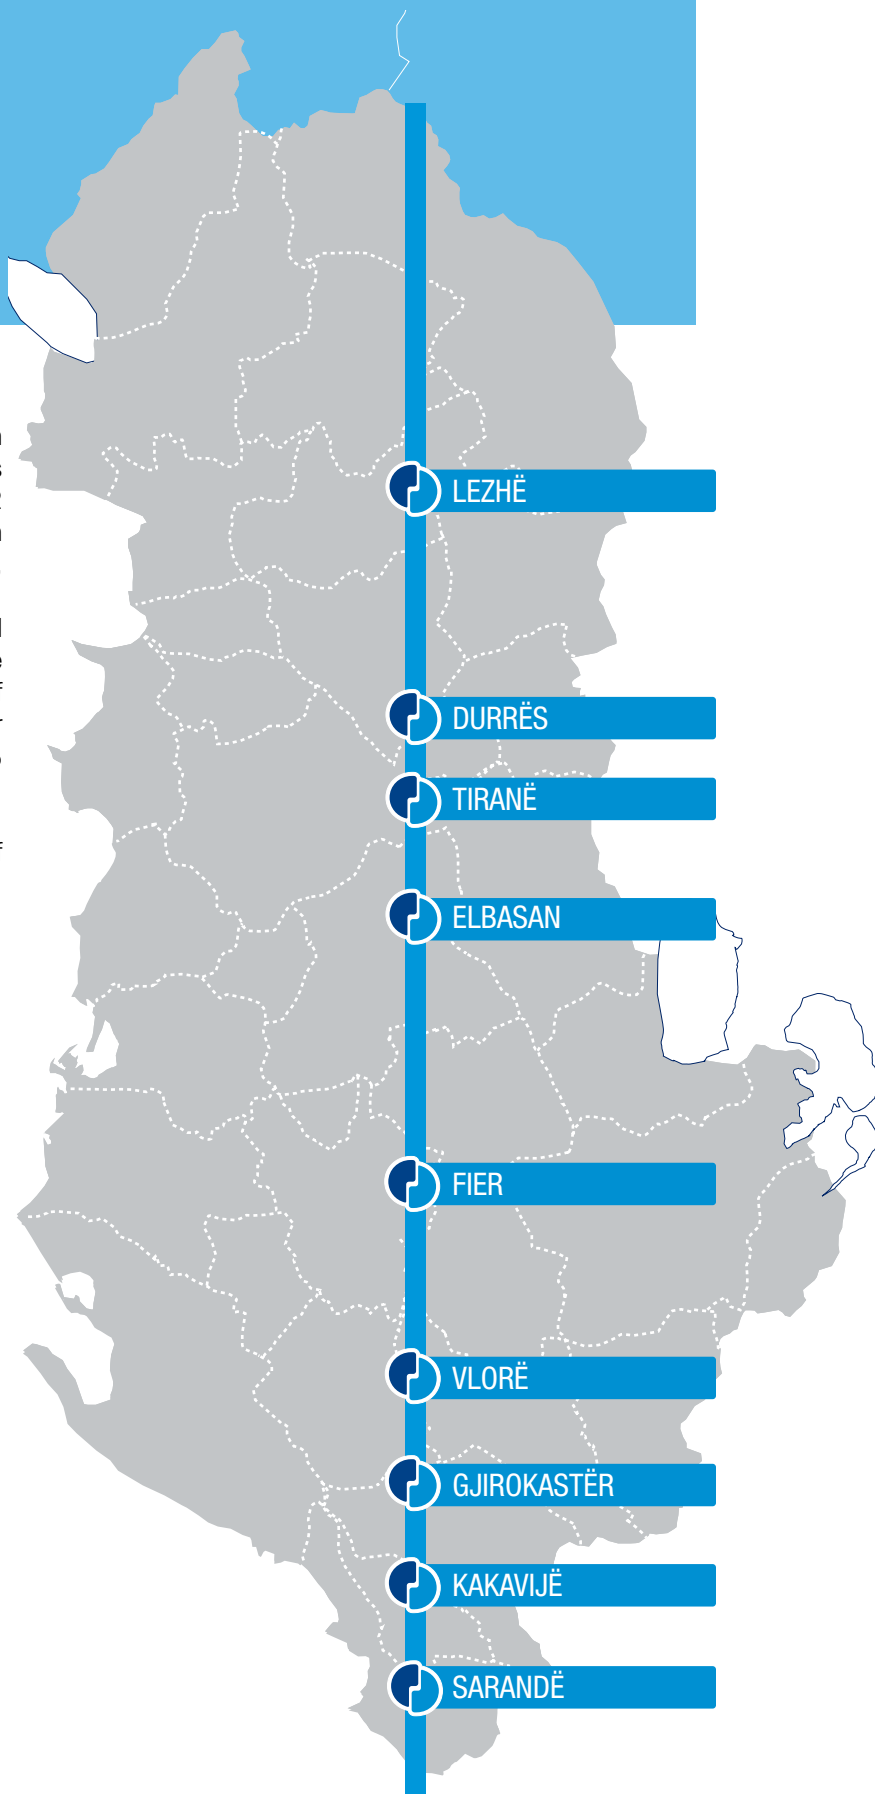 LEZHË
DURRËS
TIRANË
ELBASAN
FIER
VLORË
GJIROKASTËR
KAKAVIJË
SARANDË